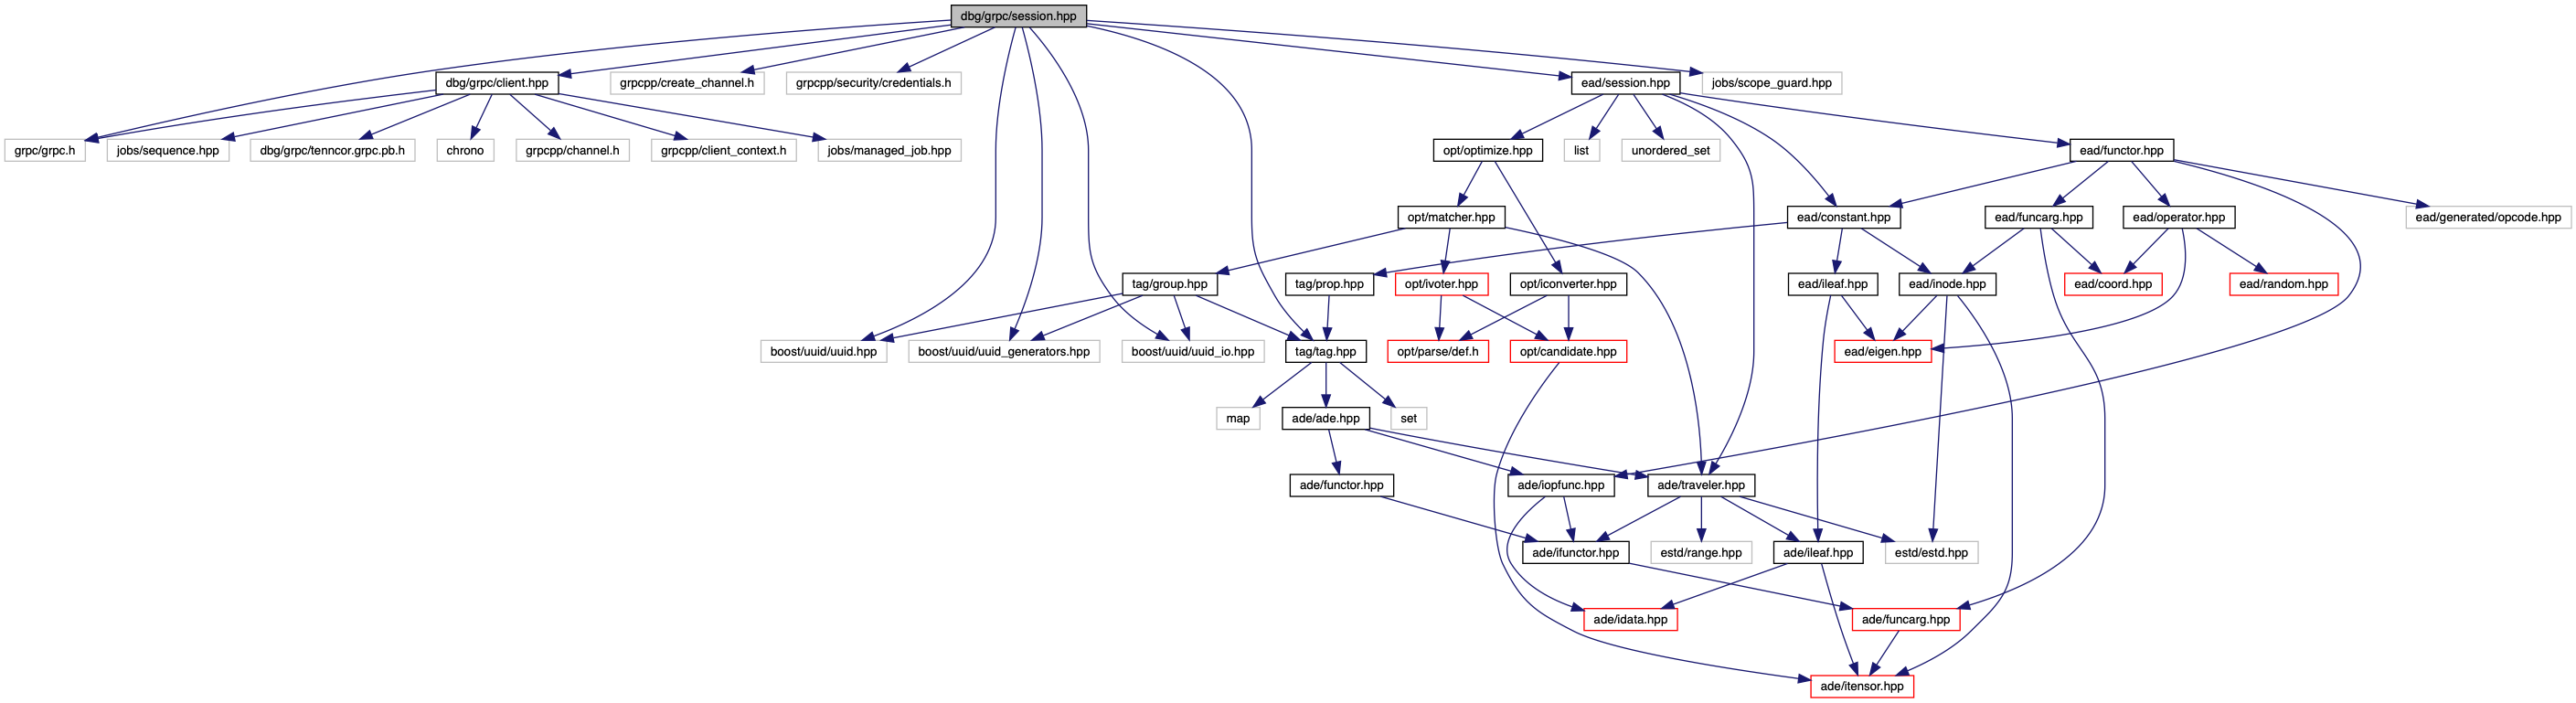 dbg/grpc/session.hpp
dbg/grpc/client.hpp
grpcpp/create_channel.h
grpcpp/security/credentials.h
ead/session.hpp
jobs/scope_guard.hpp
grpc/grpc.h
jobs/sequence.hpp
dbg/grpc/tenncor.grpc.pb.h
chrono
grpcpp/channel.h
grpcpp/client_context.h
jobs/managed_job.hpp
opt/optimize.hpp
list
unordered_set
ead/functor.hpp
opt/matcher.hpp
ead/constant.hpp
ead/funcarg.hpp
ead/operator.hpp
ead/generated/opcode.hpp
tag/group.hpp
tag/prop.hpp
opt/ivoter.hpp
opt/iconverter.hpp
ead/ileaf.hpp
ead/inode.hpp
ead/coord.hpp
ead/random.hpp
boost/uuid/uuid.hpp
boost/uuid/uuid_generators.hpp
boost/uuid/uuid_io.hpp
tag/tag.hpp
opt/parse/def.h
opt/candidate.hpp
ead/eigen.hpp
map
ade/ade.hpp
set
ade/functor.hpp
ade/iopfunc.hpp
ade/traveler.hpp
ade/ifunctor.hpp
estd/range.hpp
ade/ileaf.hpp
estd/estd.hpp
ade/idata.hpp
ade/funcarg.hpp
ade/itensor.hpp